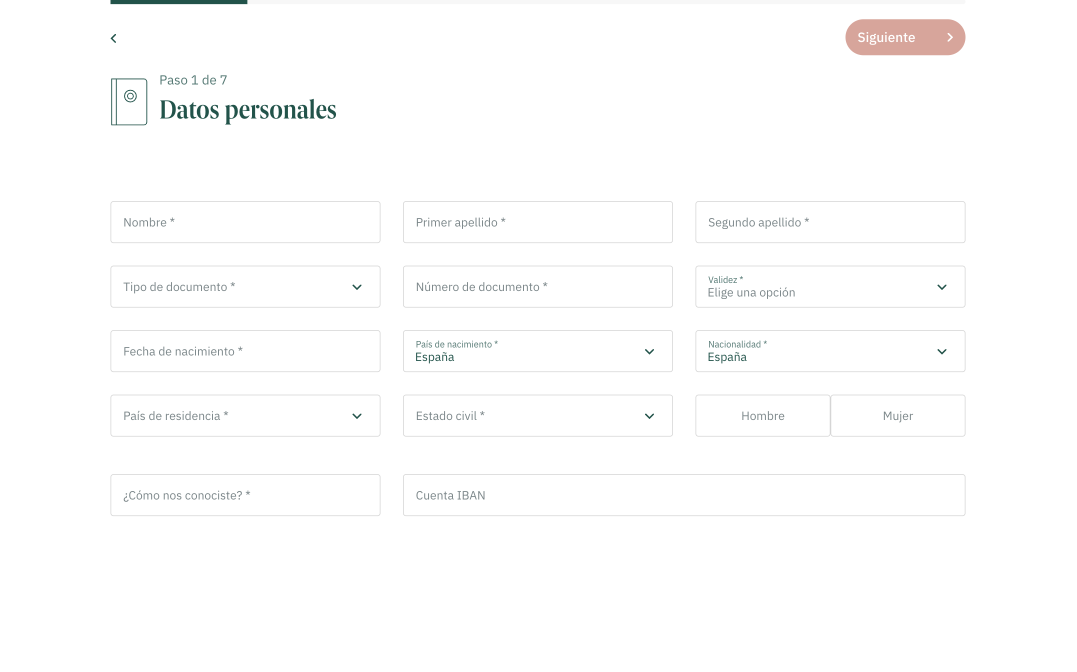 Siguiente
Paso 1 de 7
Datos personales
Nombre *
Primer apellido *
Segundo apellido *
Tipo de documento *
Número de documento *
Validez *
Elige una opción
Fecha de nacimiento *
País de nacimiento *
España
Nacionalidad *
España
País de residencia *
Estado civil *
Hombre
Mujer
¿Cómo nos conociste? *
Cuenta IBAN